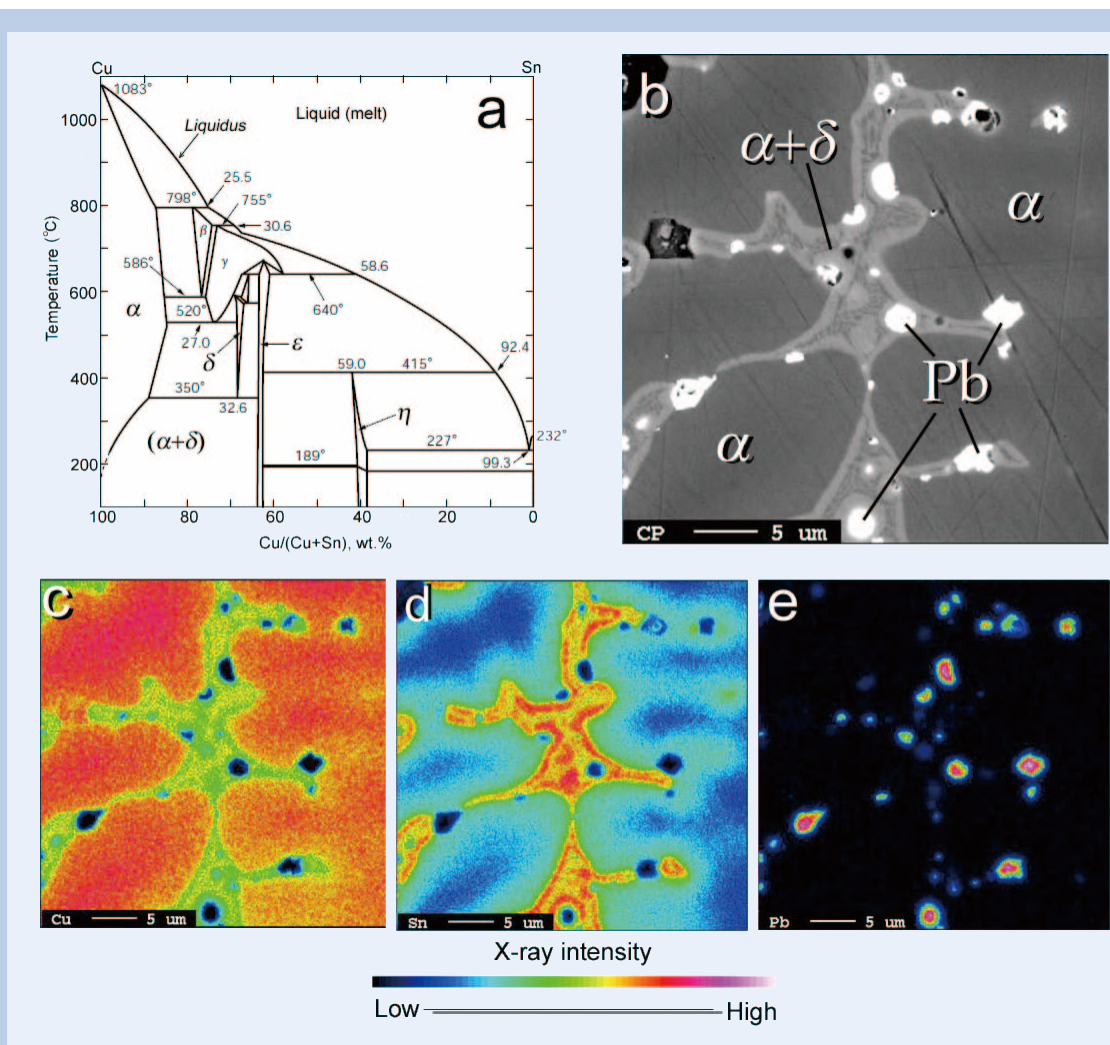 Cu
Sn
a
1083°
Liquid (melt)
Liquidus
1000
25.5
798°
755°
800
30.6
β
γ
586°
58.6
600
α
520°
640°
27.0
δ
ε
92.4
59.0
415°
400
350°
32.6
η
(α+δ)
227°
232°
189°
99.3
200
100
80
60
40
20
0
Temperature (°C)
Cu/(Cu+Sn), wt.%
b
α+δ
α
Pb
α
CP
5 um
c
Cu
5 um
d
Sn
5 um
e
Pb
5 um
X-ray intensity
Low
High